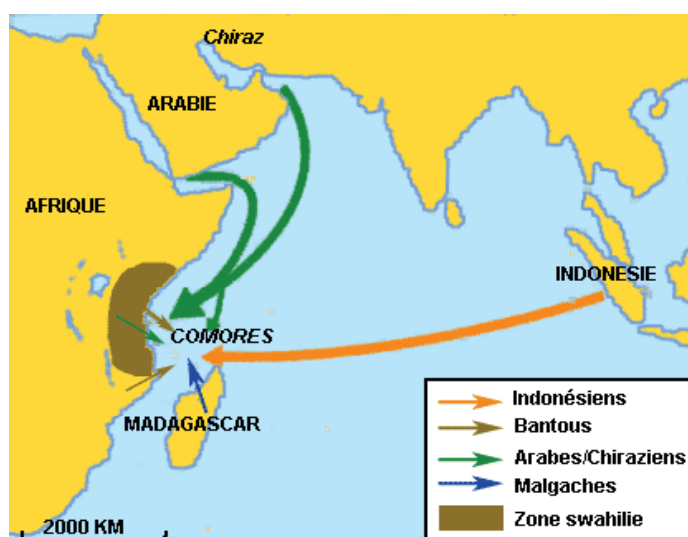 Chiraz
ARABIE
AFRIQUE
INDONESIE
COMORES
MADAGASCAR
Indonésiens
Bantous
Arabes/Chiraziens
Malgaches
Zone swahilie
2000 KM